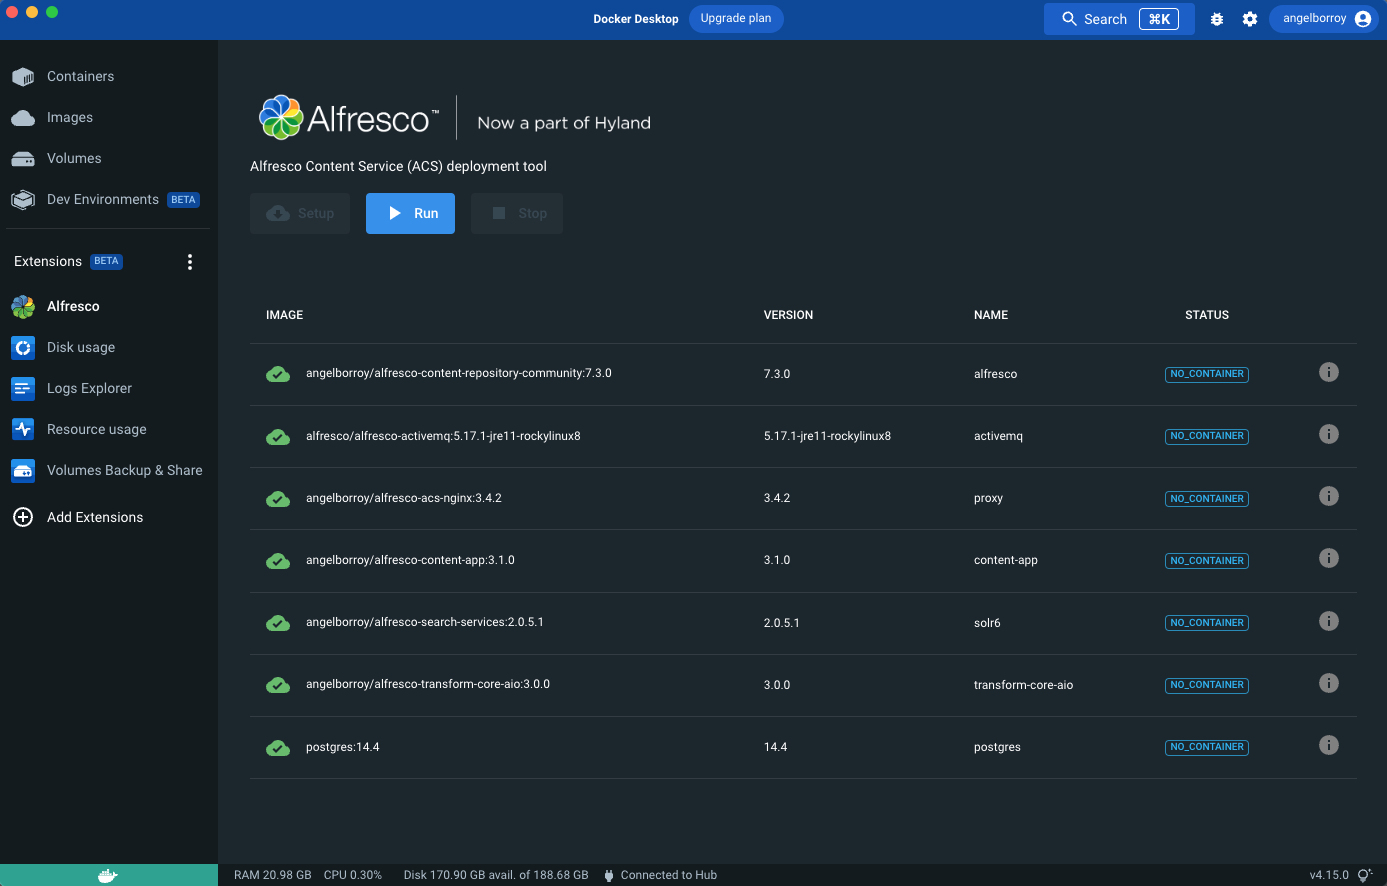 Docker Desktop Upgrade plan Search ⌘K angelborroy
Containers
Images
Volumes
Dev Environments BETA
Extensions BETA
Alfresco
Disk usage
Logs Explorer
Resource usage
Volumes Backup & Share
Add Extensions
Alfresco™ Now a part of Hyland
Alfresco Content Service (ACS) deployment tool
Setup Run Stop
IMAGE VERSION NAME STATUS
angelborroy/alfresco-content-repository-community:7.3.0 7.3.0 alfresco NO_CONTAINER
alfresco/alfresco-activemq:5.17.1-jre11-rockylinux8 5.17.1-jre11-rockylinux8 activemq NO_CONTAINER
angelborroy/alfresco-acs-nginx:3.4.2 3.4.2 proxy NO_CONTAINER
angelborroy/alfresco-content-app:3.1.0 3.1.0 content-app NO_CONTAINER
angelborroy/alfresco-search-services:2.0.5.1 2.0.5.1 solr6 NO_CONTAINER
angelborroy/alfresco-transform-core-aio:3.0.0 3.0.0 transform-core-aio NO_CONTAINER
postgres:14.4 14.4 postgres NO_CONTAINER
RAM 20.98 GB CPU 0.30% Disk 170.90 GB avail. of 188.68 GB Connected to Hub v4.15.0